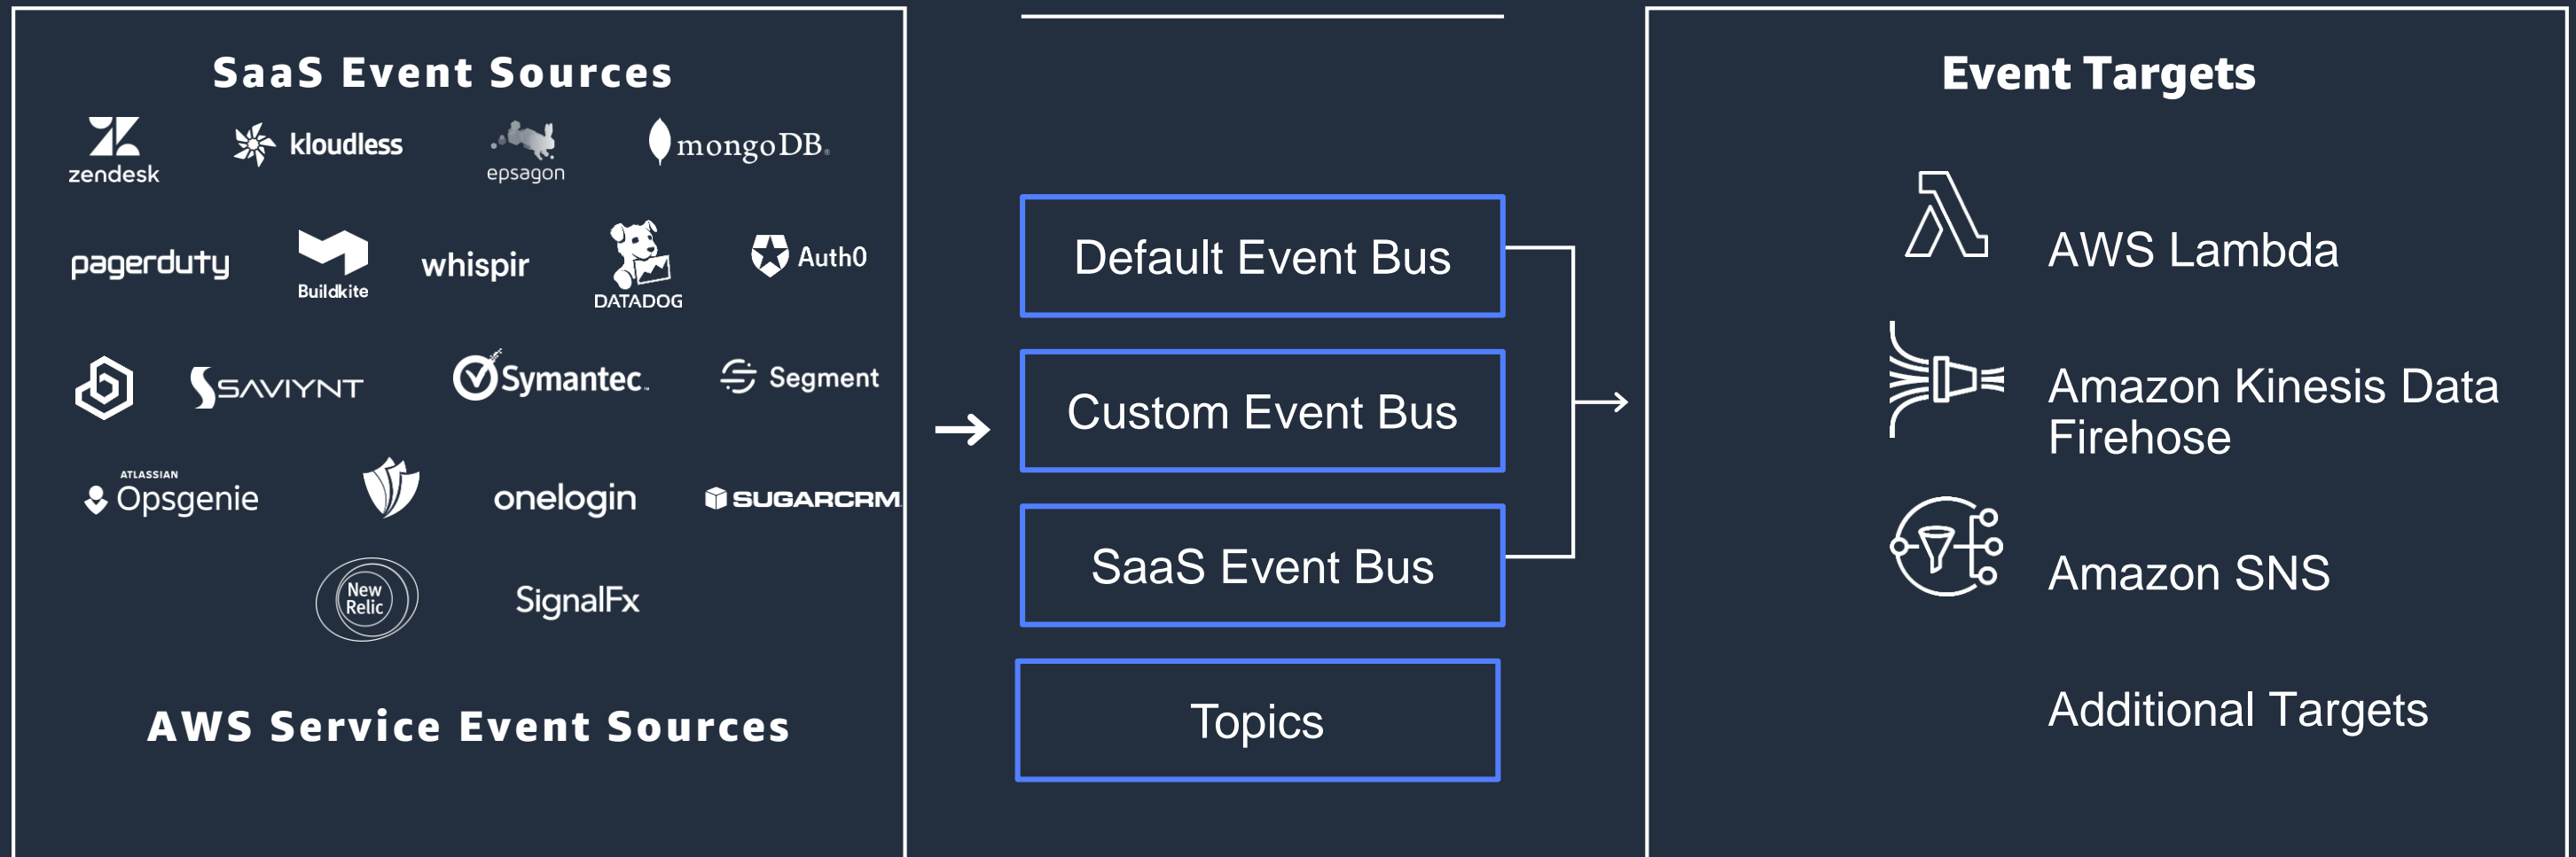 SaaS Event Sources
zendesk
kloudless
epsagon
mongoDB®
pagerduty
Buildkite
whispir
DATADOG
Auth0
SAVIYNT
Symantec™
Segment
ATLASSIAN
Opsgenie
onelogin
SUGARCRM
New
Relic
SignalFx
AWS Service Event Sources
Default Event Bus
Custom Event Bus
SaaS Event Bus
Topics
Event Targets
AWS Lambda
Amazon Kinesis Data
Firehose
Amazon SNS
Additional Targets